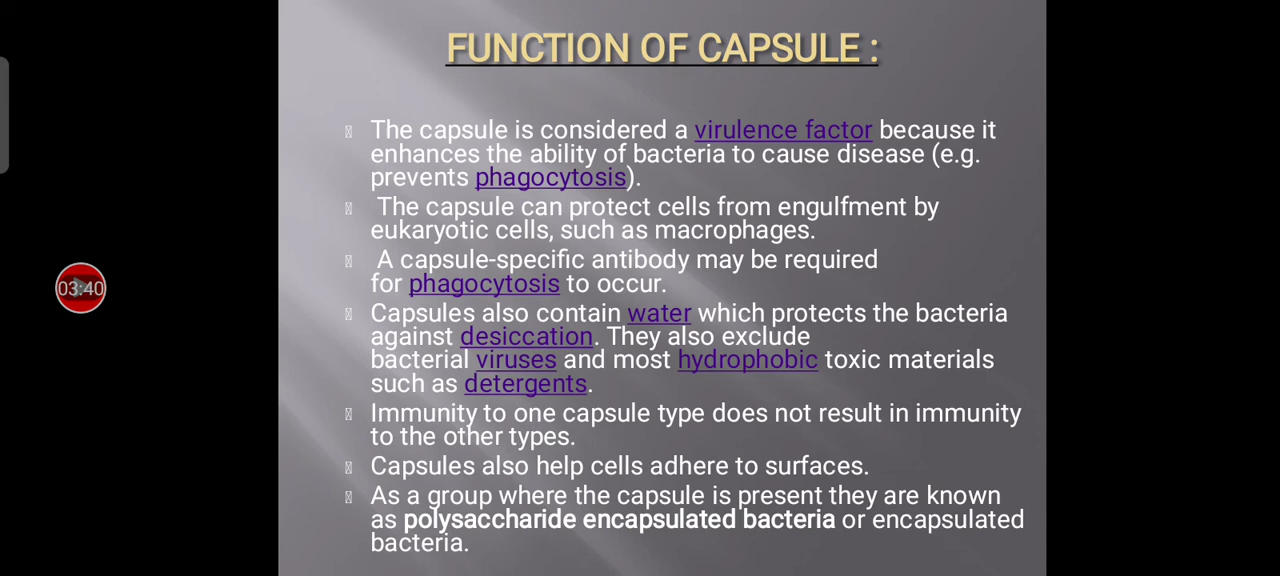 FUNCTION OF CAPSULE :
The capsule is considered a virulence factor because it
enhances the ability of bacteria to cause disease (e.g.
prevents phagocytosis).
The capsule can protect cells from engulfment by
eukaryotic cells, such as macrophages.
A capsule-specific antibody may be required
for phagocytosis to occur.
Capsules also contain water which protects the bacteria
against desiccation. They also exclude
bacterial viruses and most hydrophobic toxic materials
such as detergents.
Immunity to one capsule type does not result in immunity
to the other types.
Capsules also help cells adhere to surfaces.
As a group where the capsule is present they are known
as polysaccharide encapsulated bacteria or encapsulated
bacteria.
03:40